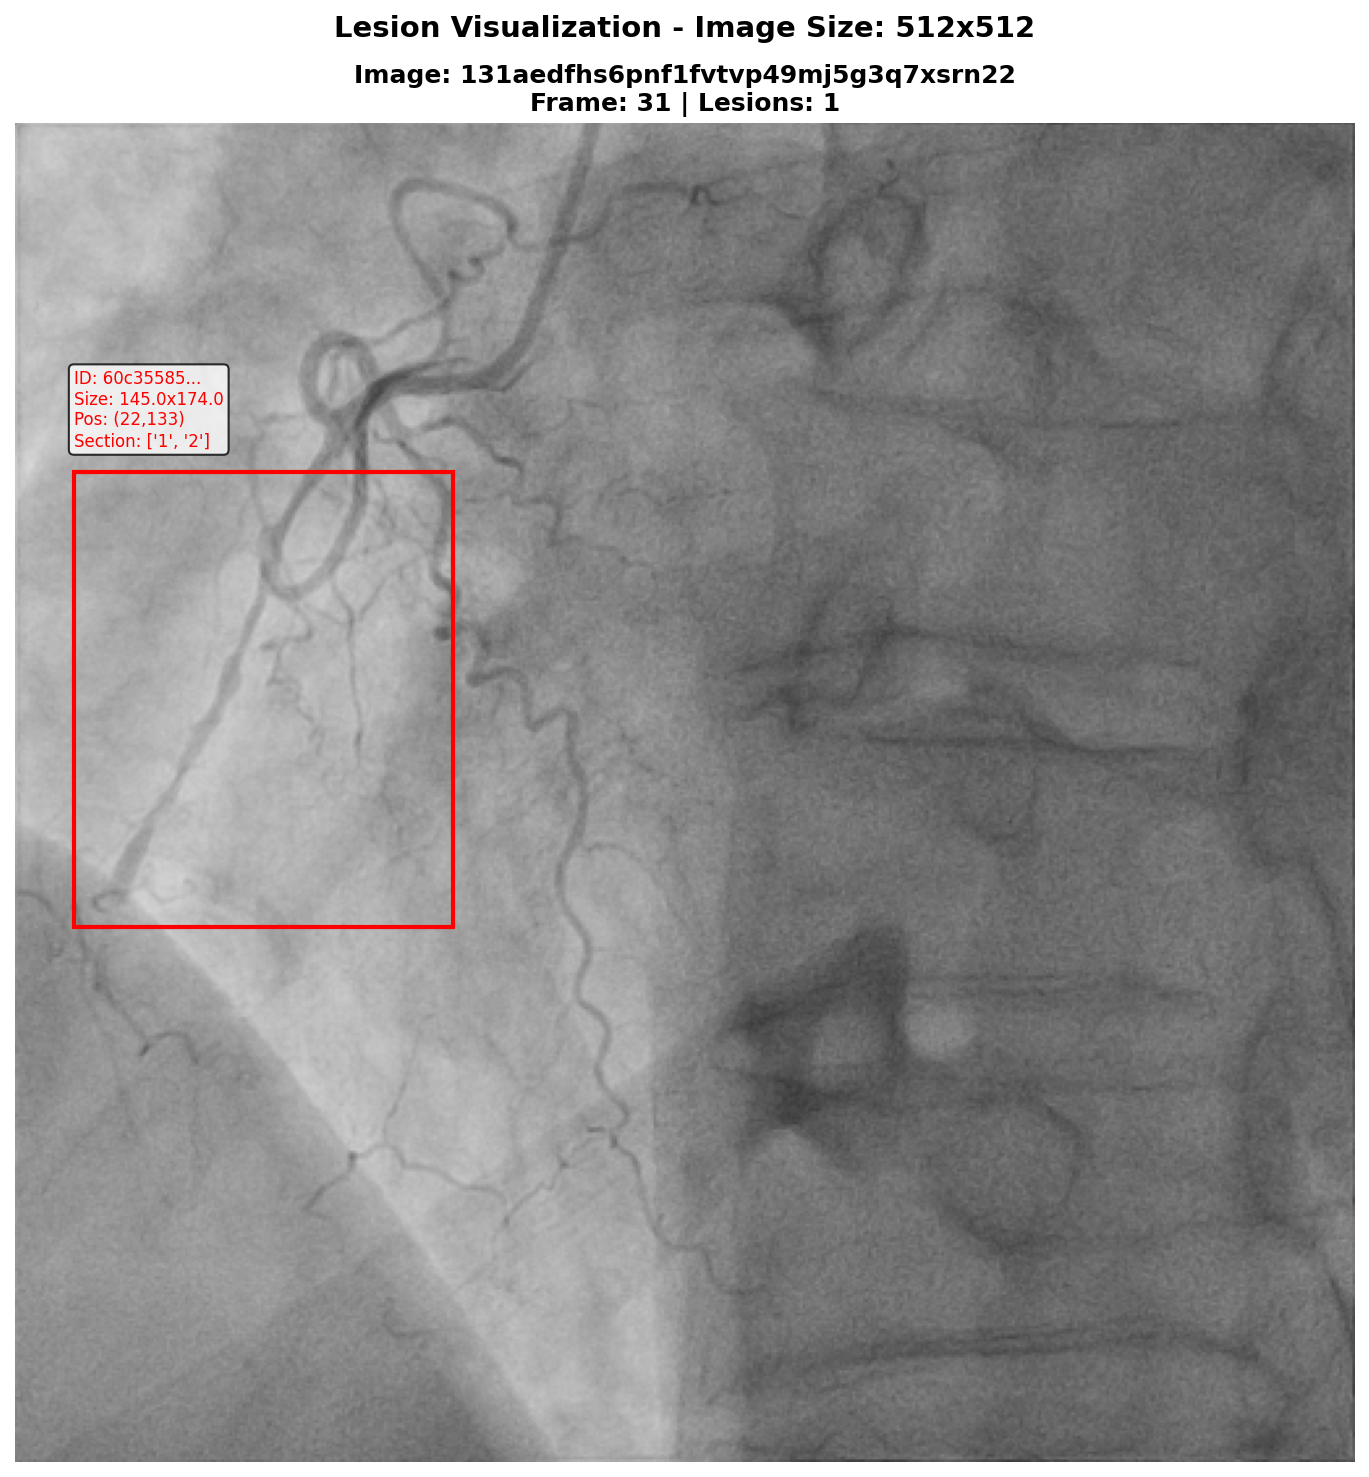 Lesion Visualization - Image Size: 512x512
Image: 131aedfhs6pnf1fvtvp49mj5g3q7xsrn22
Frame: 31 | Lesions: 1
ID: 60c35585...
Size: 145.0x174.0
Pos: (22,133)
Section: ['1', '2']